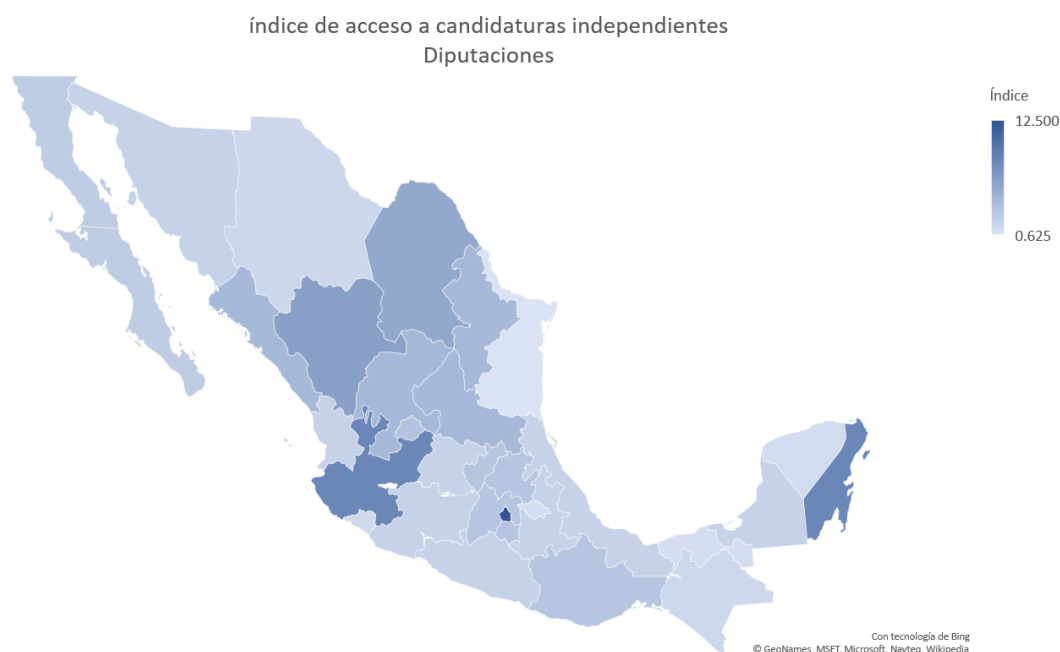 índice de acceso a candidaturas independientes
Diputaciones
Índice
12.500
0.625
Con tecnología de Bing
© GeoNames, MSFT, Microsoft, Navteq, Wikipedia